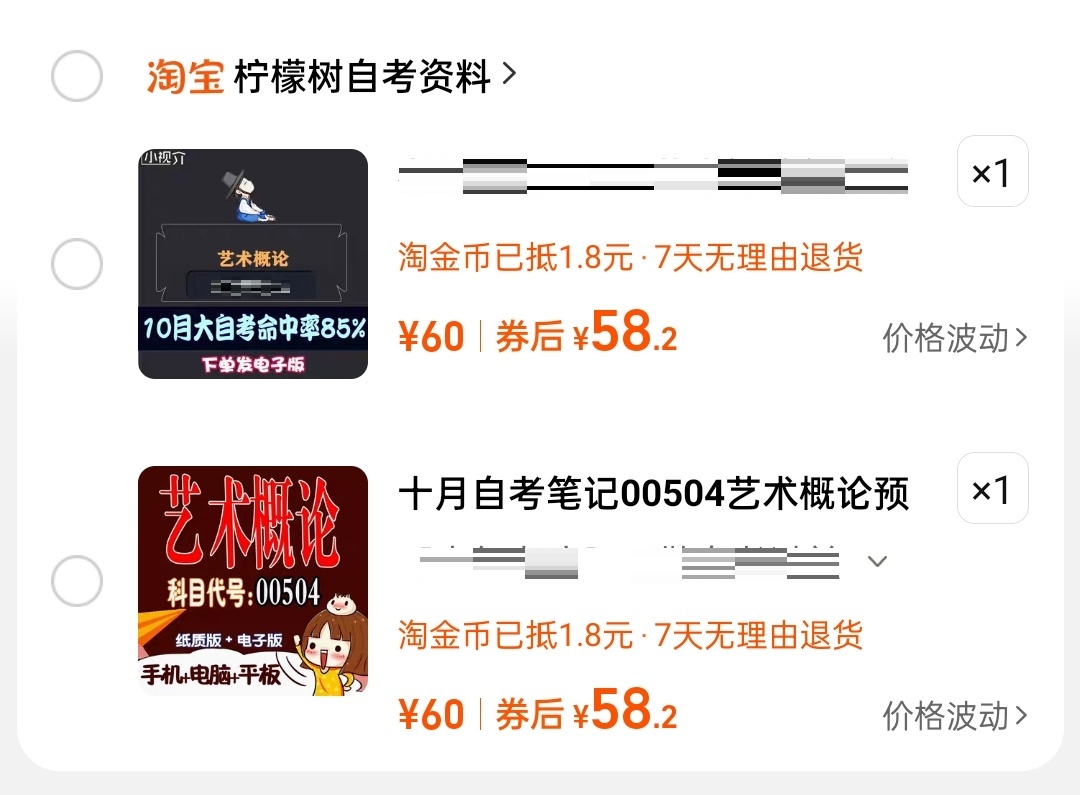 淘宝 柠檬树自考资料
小视介
×1
艺术概论
淘金币已抵1.8元·7天无理由退货
10月大自考命中率85%
下单发电子版
¥60 券后 ¥58.2
价格波动
艺术概论
十月自考笔记00504艺术概论预
×1
科目代号:00504
纸质版+电子版
手机+电脑+平板
淘金币已抵1.8元·7天无理由退货
¥60 券后 ¥58.2
价格波动